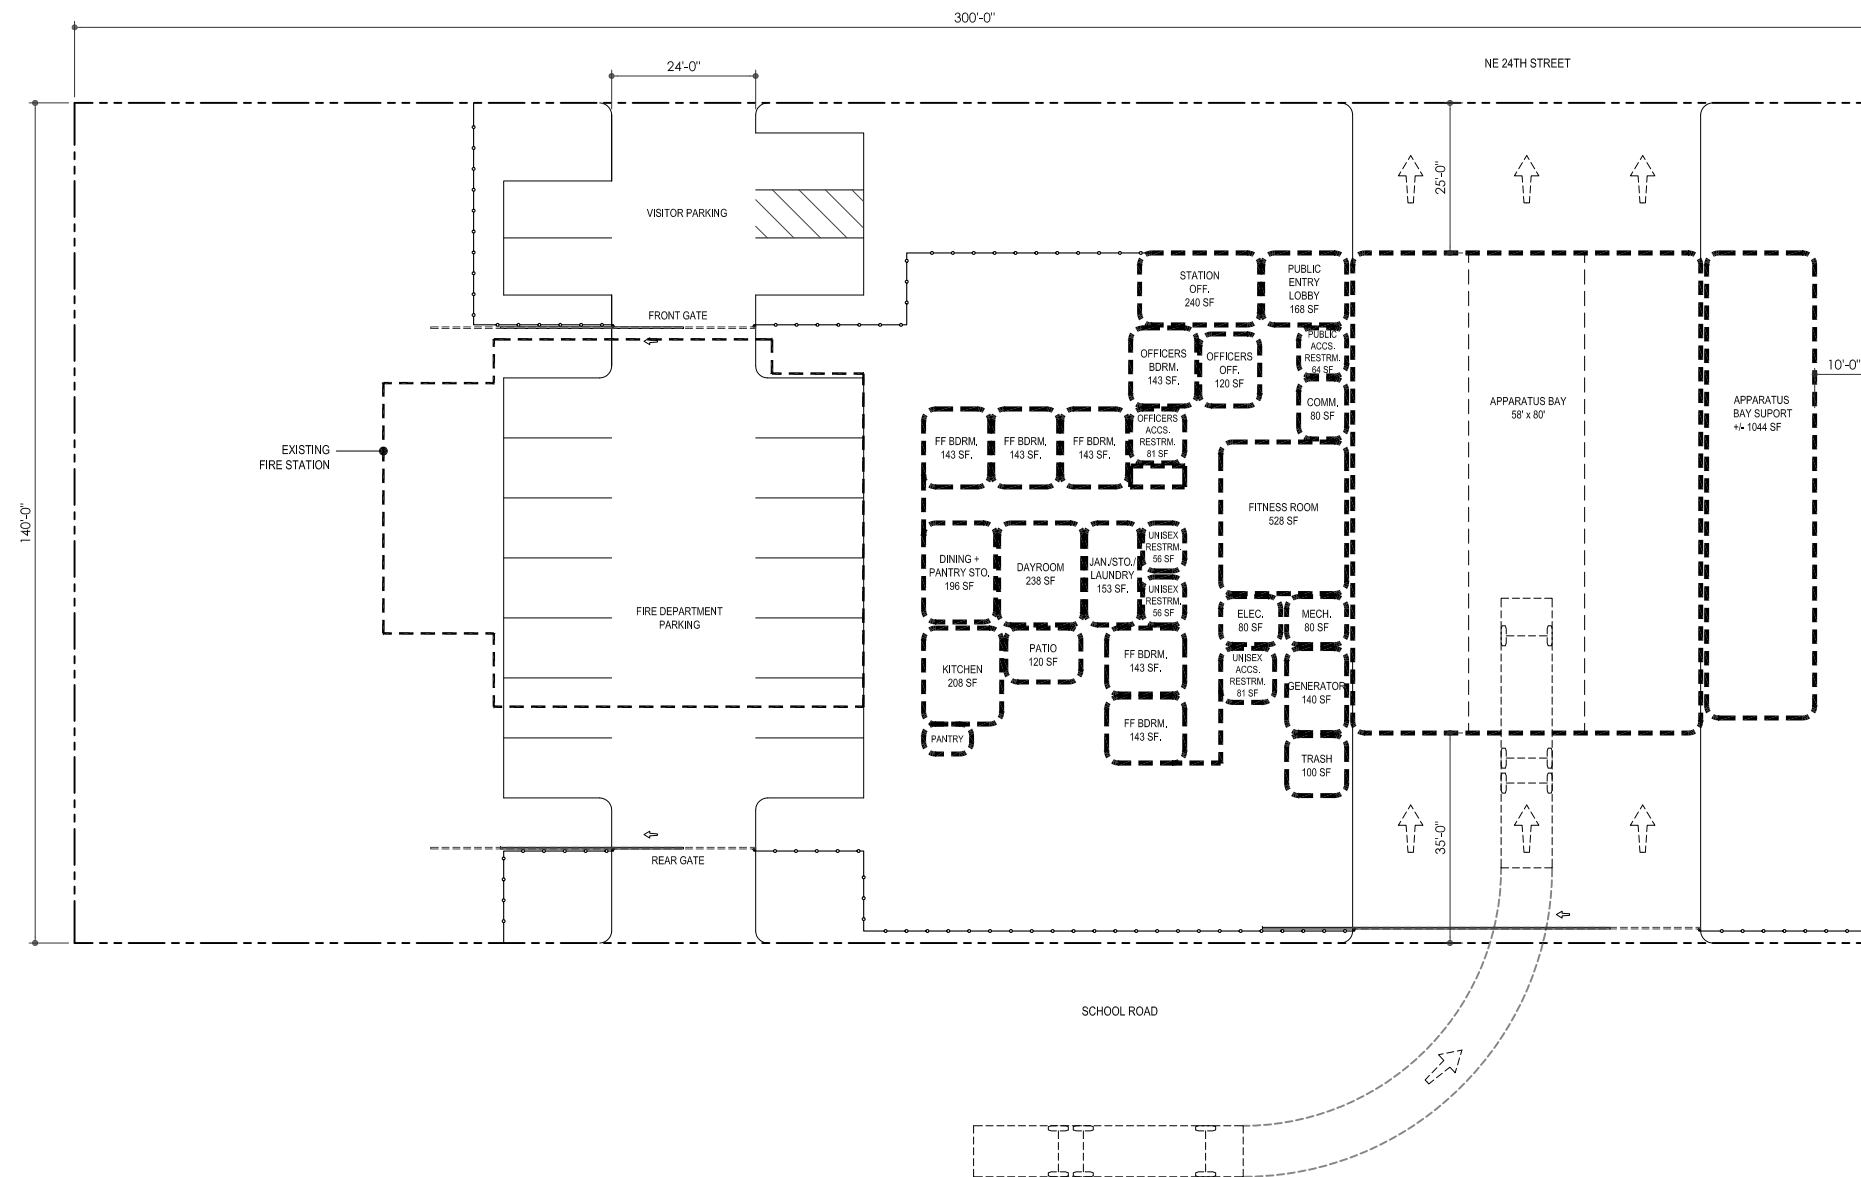 300'-0"
NE 24TH STREET
24'-0"
25'-0"
VISITOR PARKING
STATION
OFF.
240 SF
PUBLIC
ENTRY
LOBBY
168 SF
FRONT GATE
PUBLIC
ACCS.
RESTRM.
64 SF
OFFICERS
BDRM.
143 SF.
OFFICERS
OFF.
120 SF
10'-0"
COMM.
80 SF
APPARATUS BAY
58' x 80'
APPARATUS
BAY SUPORT
+/- 1044 SF
EXISTING
FIRE STATION
FF BDRM.
143 SF.
FF BDRM.
143 SF.
FF BDRM.
143 SF.
OFFICERS
ACCS.
RESTRM.
81 SF
140'-0"
FITNESS ROOM
528 SF
DINING +
PANTRY STO.
196 SF
DAYROOM
238 SF
JAN./STO./
LAUNDRY
153 SF.
UNISEX
RESTRM.
56 SF
UNISEX
RESTRM.
56 SF
FIRE DEPARTMENT
PARKING
ELEC.
80 SF
MECH.
80 SF
KITCHEN
208 SF
PATIO
120 SF
FF BDRM.
143 SF.
UNISEX
ACCS.
RESTRM.
81 SF
GENERATOR
140 SF
FF BDRM.
143 SF.
PANTRY
TRASH
100 SF
35'-0"
REAR GATE
SCHOOL ROAD